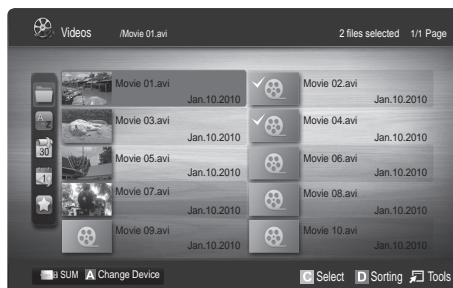 Videos /Movie 01.avi 2 files selected 1/1 Page
Movie 01.avi Movie 02.avi
Jan.10.2010 Jan.10.2010
Movie 03.avi Movie 04.avi
Jan.10.2010 Jan.10.2010
Movie 05.avi Movie 06.avi
Jan.10.2010 Jan.10.2010
Movie 07.avi Movie 08.avi
Jan.10.2010 Jan.10.2010
Movie 09.avi Movie 10.avi
Jan.10.2010 Jan.10.2010
A Z
30
1
SUM A Change Device C Select D Sorting Tools